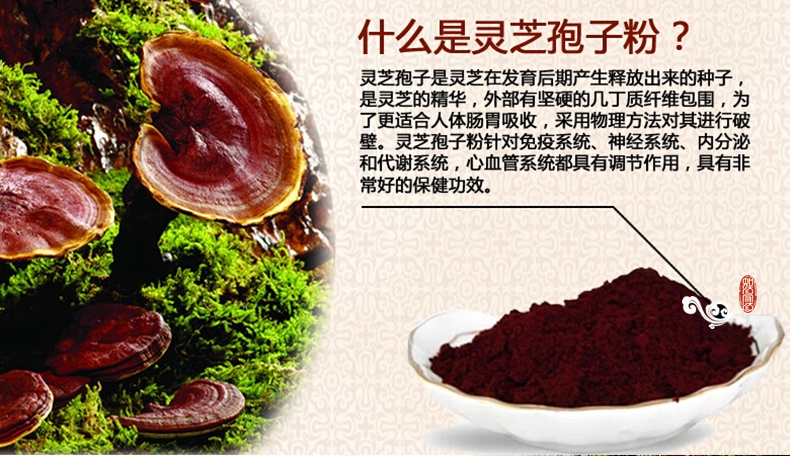 什么是灵芝孢子粉？
灵芝孢子是灵芝在发育后期产生释放出来的种子，
是灵芝的精华，外部有坚硬的几丁质纤维包围，为
了更适合人体肠胃吸收，采用物理方法对其进行破
壁。灵芝孢子粉针对免疫系统、神经系统、内分泌
和代谢系统，心血管系统都具有调节作用，具有非
常好的保健功效。